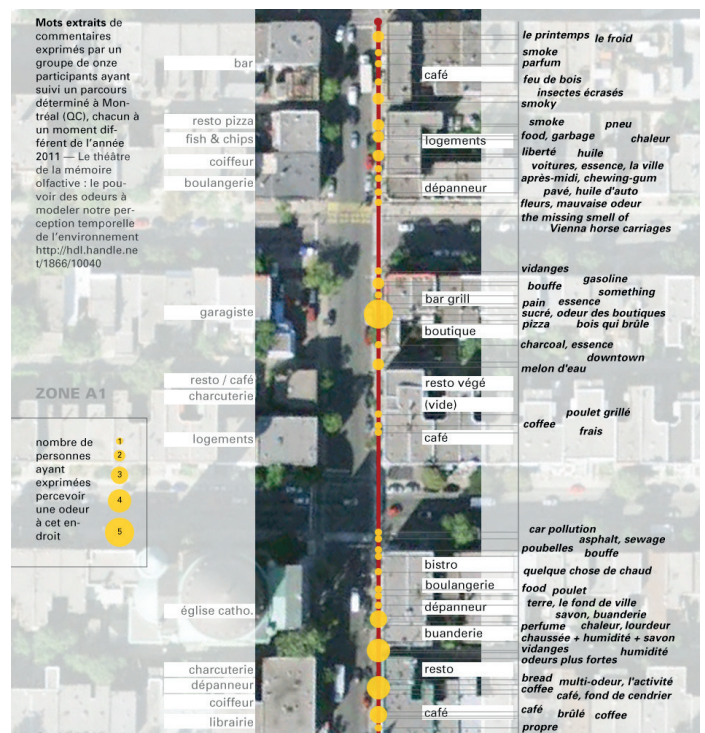 Mots extraits de
commentaires
exprimés par un
groupe de onze
participants ayant
suivi un parcours
déterminé à Mon-
tréal (QC), chacun à
un moment dif-
férent de l'année
2011 — Le théâtre
de la mémoire
olfactive : le pou-
voir des odeurs à
modeler notre per-
ception temporelle
de l'environnement
http://hdl.handle.ne
t/1866/10040
ZONE A1
nombre de
personnes
ayant
exprimées
percevoir
une odeur
à cet en-
droit
1
2
3
4
5
bar
resto pizza
fish & chips
coiffeur
boulangerie
garagiste
resto / café
charcuterie
logements
église catho.
charcuterie
dépanneur
coiffeur
librairie
café
logements
dépanneur
bar grill
boutique
resto végé
(vide)
café
bistro
boulangerie
dépanneur
buanderie
resto
café
le printemps le froid
smoke
parfum
feu de bois
insectes écrasés
smoky
smoke pneu
food, garbage chaleur
liberté huile
voitures, essence, la ville
après-midi, chewing-gum
pavé, huile d'auto
fleurs, mauvaise odeur
the missing smell of
Vienna horse carriages
vidanges
bouffe gasoline
something
pain essence
sucré, odeur des boutiques
pizza bois qui brûle
charcoal, essence
downtown
melon d'eau
poulet grillé
coffee frais
car pollution
asphalt, sewage
poubelles bouffe
quelque chose de chaud
food poulet
terre, le fond de ville
savon, buanderie
perfume chaleur, lourdeur
chaussée + humidité + savon
vidanges humidité
odeurs plus fortes
bread multi-odeur, l'activité
coffee café, fond de cendrier
café brûlé coffee
propre